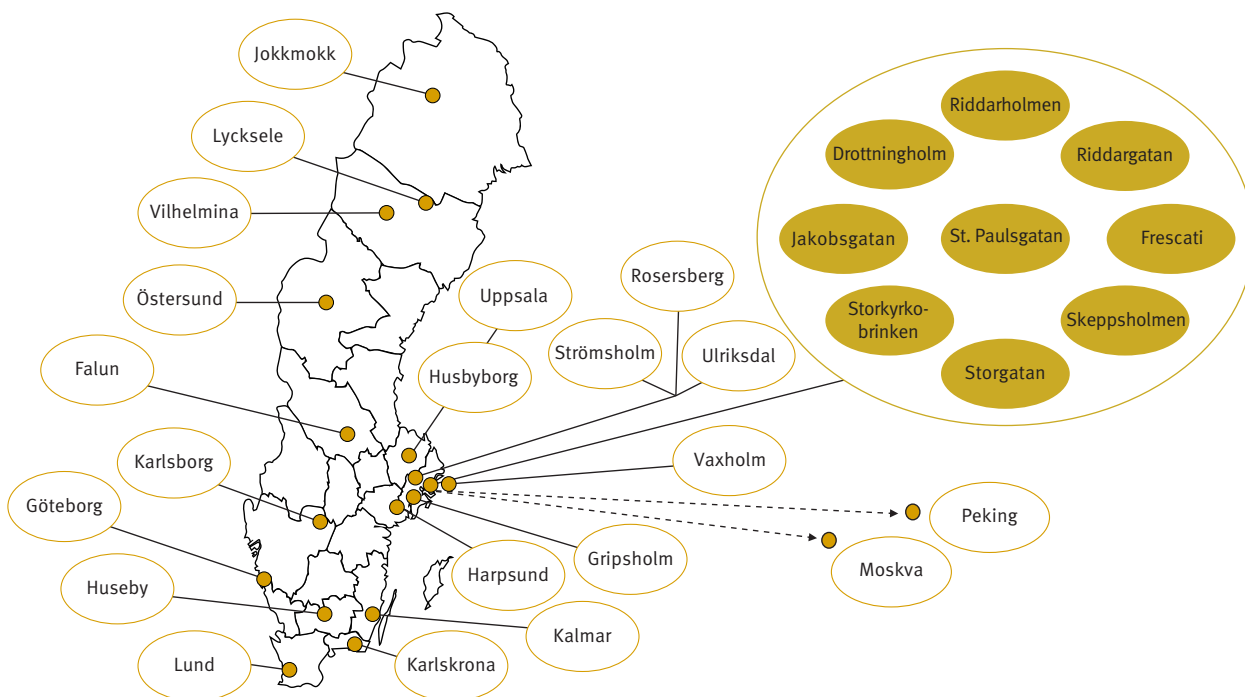 Jokkmokk
Lycksele
Vilhelmina
Östersund
Falun
Karlsborg
Göteborg
Huseby
Lund
Uppsala
Husbyborg
Rosersberg
Strömsholm
Ulriksdal
Vaxholm
Gripsholm
Harpsund
Kalmar
Karlskrona
Peking
Moskva
Riddarholmen
Drottningholm
Riddargatan
Jakobsgatan
St. Paulsgatan
Frescati
Storkyrko-
brinken
Skeppsholmen
Storgatan